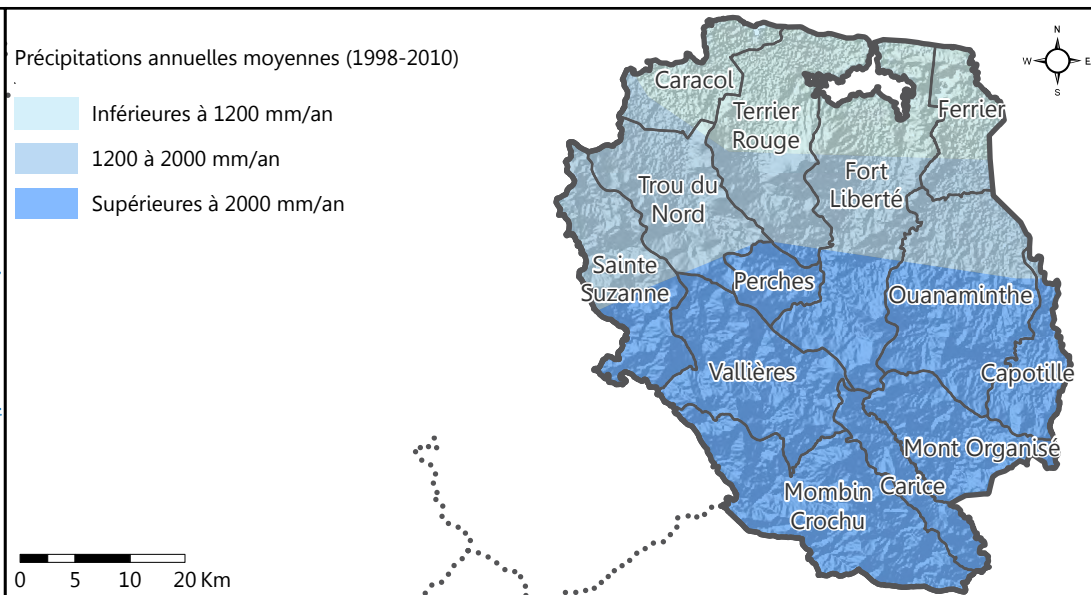 Précipitations annuelles moyennes (1998-2010)
Inférieures à 1200 mm/an
1200 à 2000 mm/an
Supérieures à 2000 mm/an
N
W
E
S
Caracol
Terrier
Rouge
Ferrier
Trou du
Nord
Fort
Liberté
Sainte
Suzanne
Perches
Ouanaminthe
Vallières
Capotille
Mont Organisé
Mombin
Crochu
Carice
0 5 10 20 Km